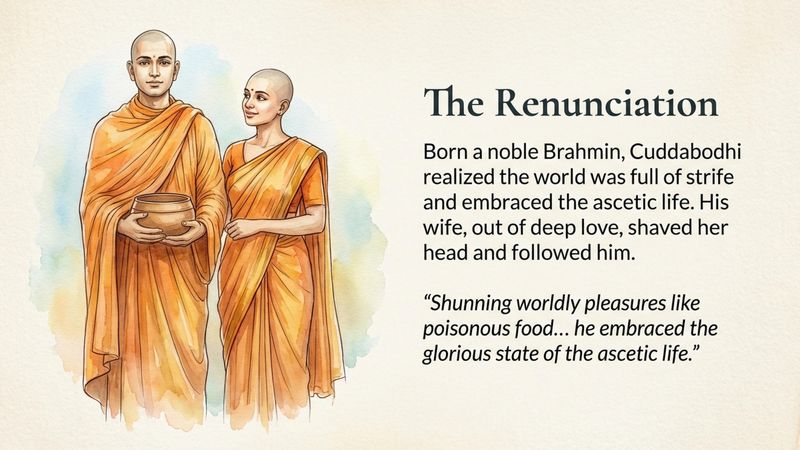 The Renunciation
Born a noble Brahmin, Cuddabodhi
realized the world was full of strife
and embraced the ascetic life. His
wife, out of deep love, shaved her
head and followed him.
“Shunning worldly pleasures like
poisonous food... he embraced the
glorious state of the ascetic life.”